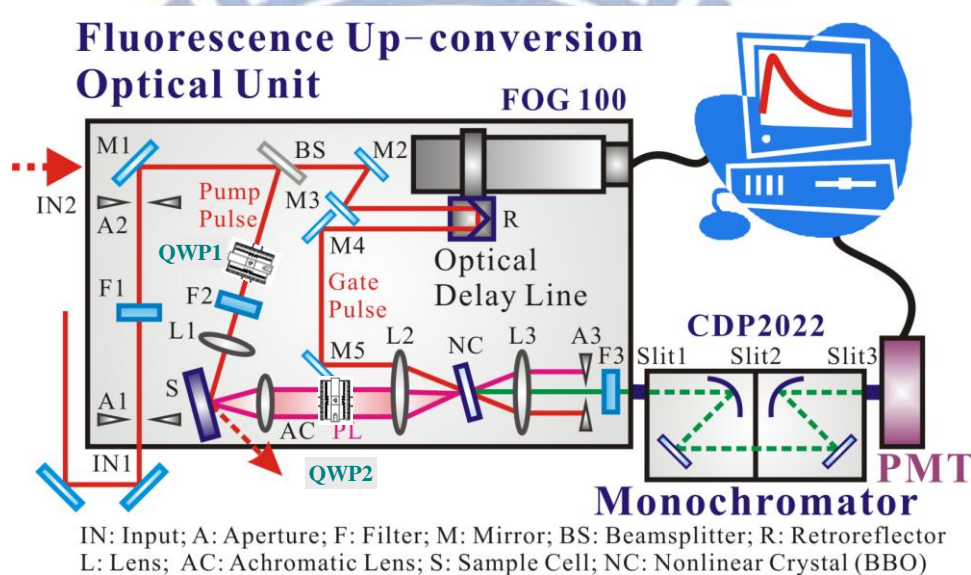 Fluorescence Up-conversion
Optical Unit
FOG 100
M1
BS
M2
IN2
A2
Pump
Pulse
M3
R
QWP1
M4
Optical
Delay Line
F1
F2
Gate
Pulse
L1
M5
L2
NC
L3
A3
F3
CDP2022
Slit1
Slit2
Slit3
S
A1
AC
PL
IN1
QWP2
PMT
Monochromator
IN: Input; A: Aperture; F: Filter; M: Mirror; BS: Beamsplitter; R: Retroreflector
L: Lens; AC: Achromatic Lens; S: Sample Cell; NC: Nonlinear Crystal (BBO)